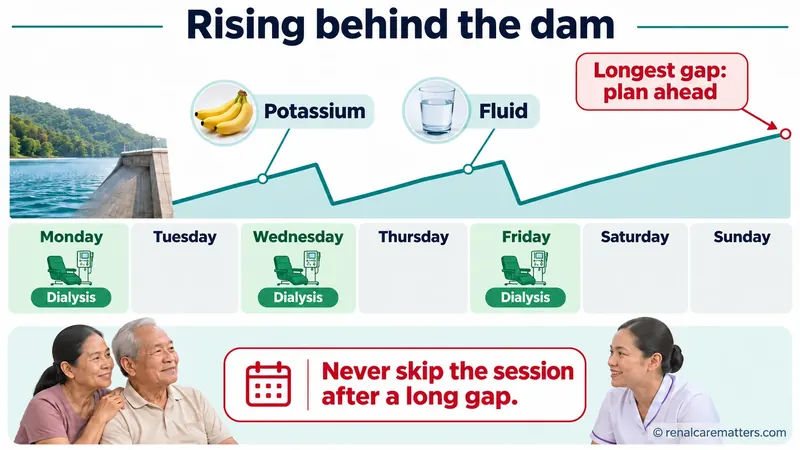 Rising behind the dam
Potassium
Fluid
Longest gap:
plan ahead
Monday
Tuesday
Wednesday
Thursday
Friday
Saturday
Sunday
Dialysis
Dialysis
Dialysis
Never skip the session
after a long gap.
© renalcarematters.com